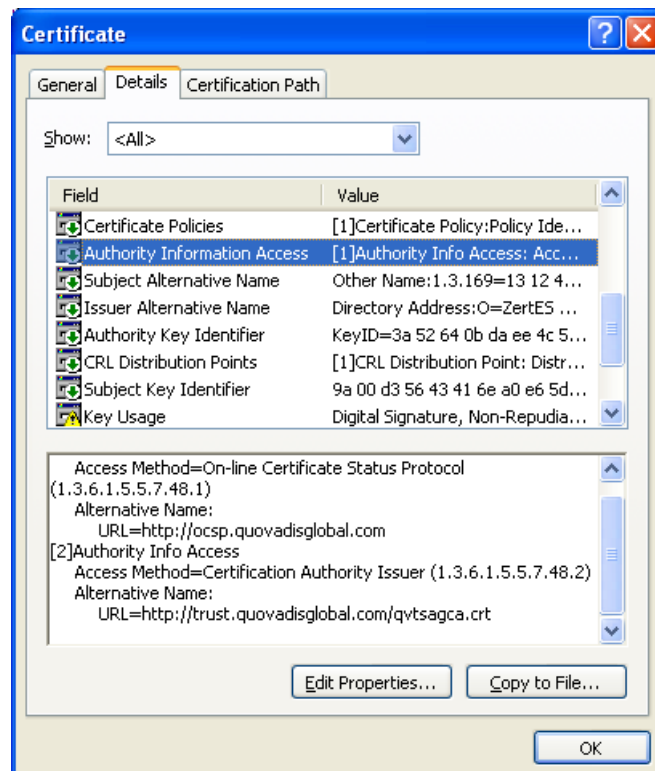 Certificate
General Details Certification Path
Show: <All>
Field Value
Certificate Policies [1]Certificate Policy:Policy Ide...
Authority Information Access [1]Authority Info Access: Acc...
Subject Alternative Name Other Name:1.3.169=13 12 4...
Issuer Alternative Name Directory Address:O=ZertES ...
Authority Key Identifier KeyID=3a 52 64 0b da ee 4c 5...
CRL Distribution Points [1]CRL Distribution Point: Distr...
Subject Key Identifier 9a 00 d3 56 43 41 6e a0 e6 5d...
Key Usage Digital Signature, Non-Repudia...
Access Method=On-line Certificate Status Protocol
(1.3.6.1.5.5.7.48.1)
Alternative Name:
URL=http://ocsp.quovadisglobal.com
[2]Authority Info Access
Access Method=Certification Authority Issuer (1.3.6.1.5.5.7.48.2)
Alternative Name:
URL=http://trust.quovadisglobal.com/qvtsagca.crt
Edit Properties... Copy to File...
OK